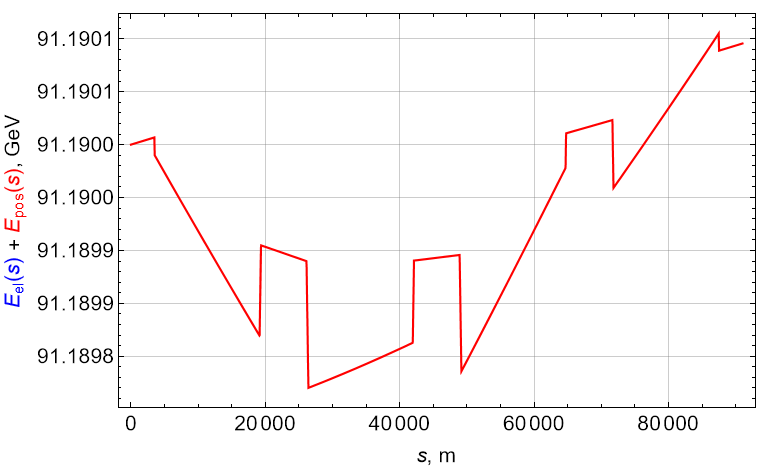 91.1901
91.1901
91.1900
91.1900
91.1899
91.1899
91.1898
E_el(s) + E_pos(s), GeV
0 20000 40000 60000 80000
s, m